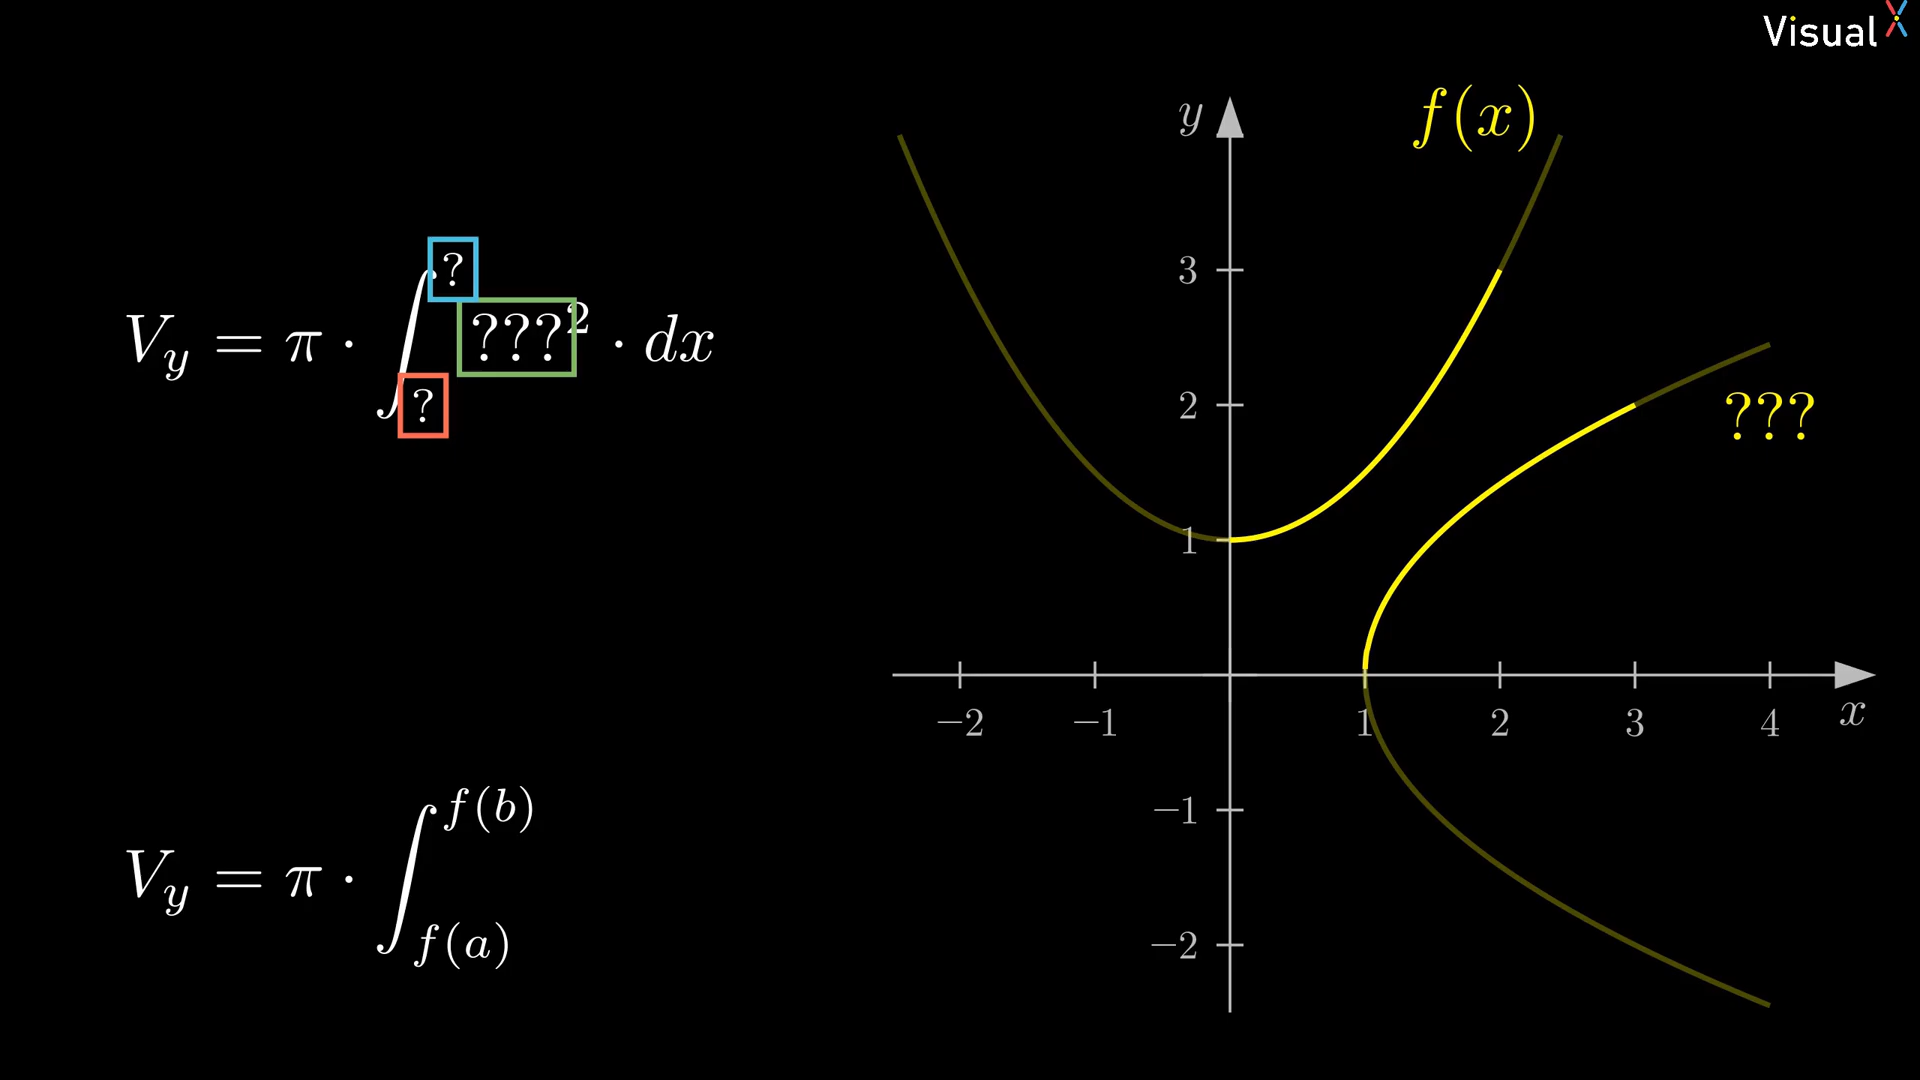 Visual X
y
f(x)
V_y = π · ∫_?^? ???² · dx
3
2
???
1
−2 −1 1 2 3 4 x
−1
V_y = π · ∫_{f(a)}^{f(b)}
−2